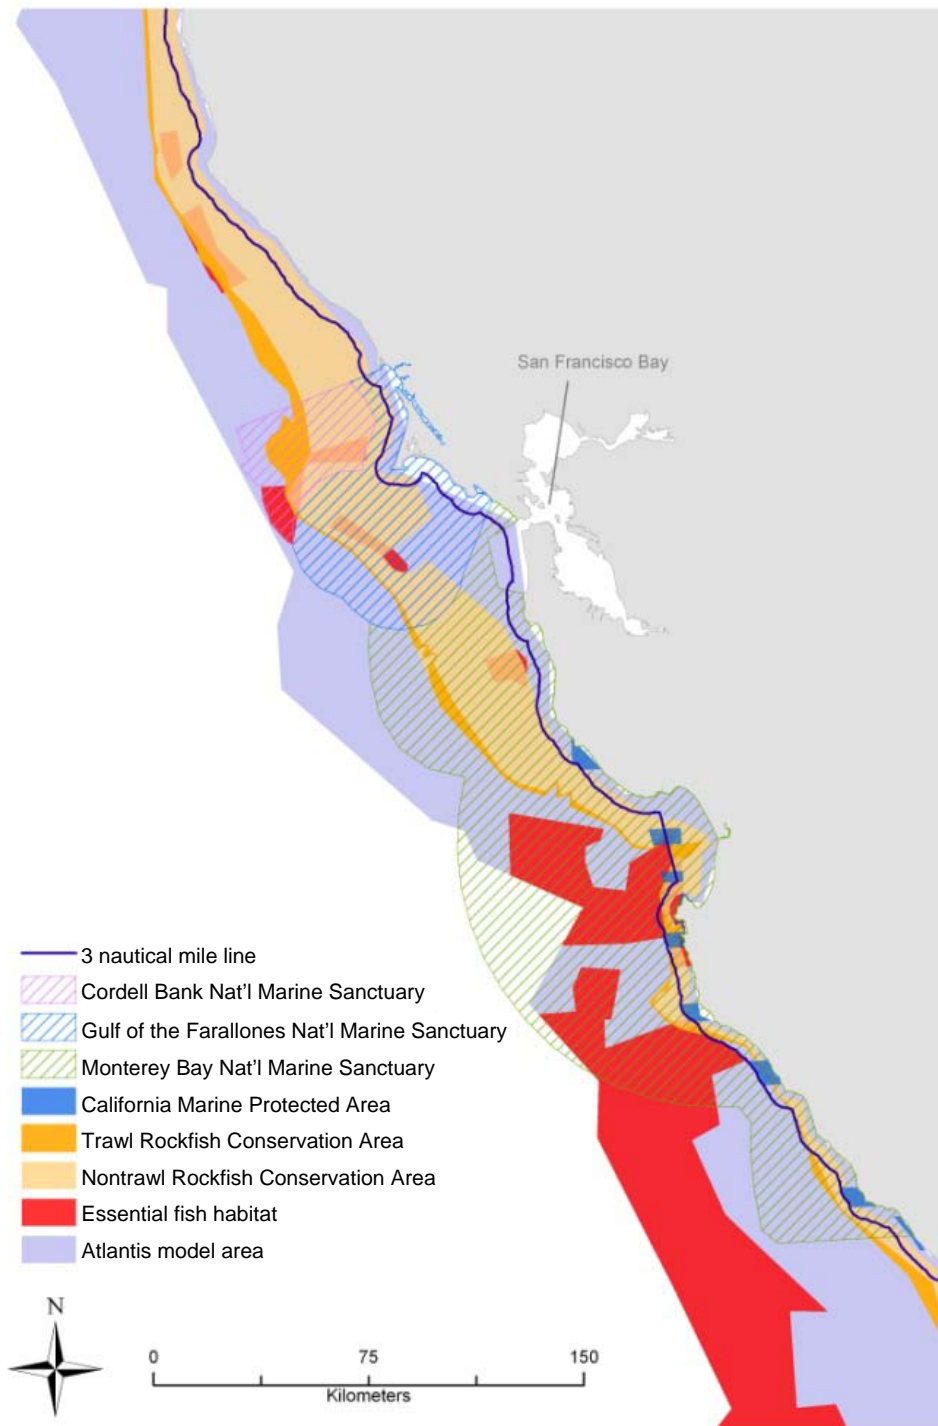 San Francisco Bay
3 nautical mile line
Cordell Bank Nat'l Marine Sanctuary
Gulf of the Farallones Nat'l Marine Sanctuary
Monterey Bay Nat'l Marine Sanctuary
California Marine Protected Area
Trawl Rockfish Conservation Area
Nontrawl Rockfish Conservation Area
Essential fish habitat
Atlantis model area
N
0 75 150
Kilometers